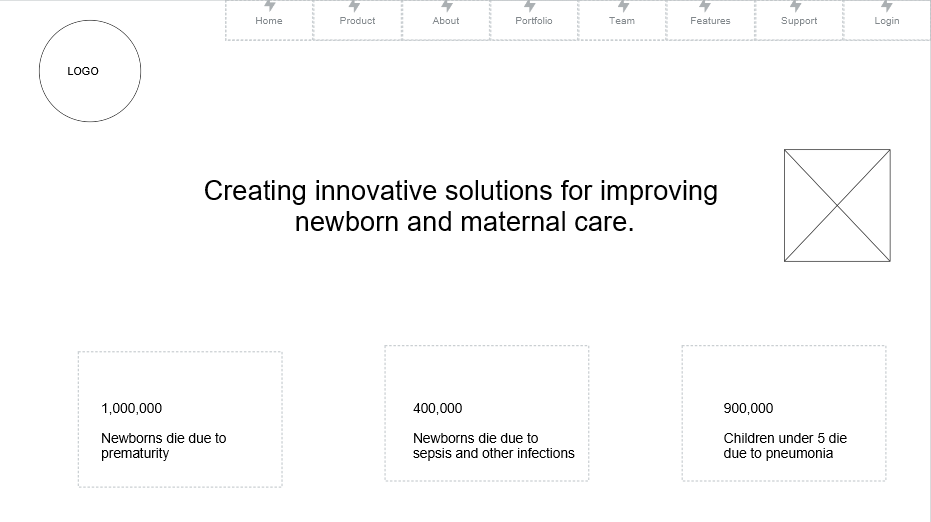 Home Product About Portfolio Team Features Support Login
LOGO
Creating innovative solutions for improving
newborn and maternal care.
1,000,000
Newborns die due to
prematurity
400,000
Newborns die due to
sepsis and other infections
900,000
Children under 5 die
due to pneumonia